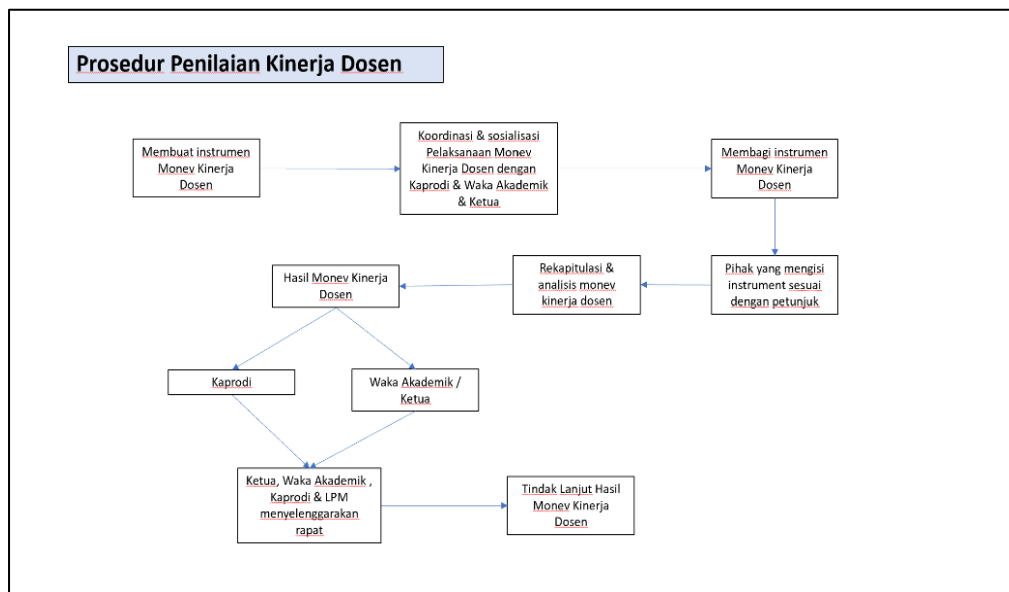 Prosedur Penilaian Kinerja Dosen
Membuat instrumen
Monev Kinerja
Dosen
Koordinasi & sosialisasi
Pelaksanaan Monev
Kinerja Dosen dengan
Kaprodi & Waka Akademik
& Ketua
Membagi instrumen
Monev Kinerja
Dosen
Pihak yang mengisi
instrument sesuai
dengan petunjuk
Rekapitulasi &
analisis monev
kinerja dosen
Hasil Monev Kinerja
Dosen
Kaprodi
Waka Akademik /
Ketua
Ketua, Waka Akademik ,
Kaprodi & LPM
menyelenggarakan
rapat
Tindak Lanjut Hasil
Monev Kinerja
Dosen